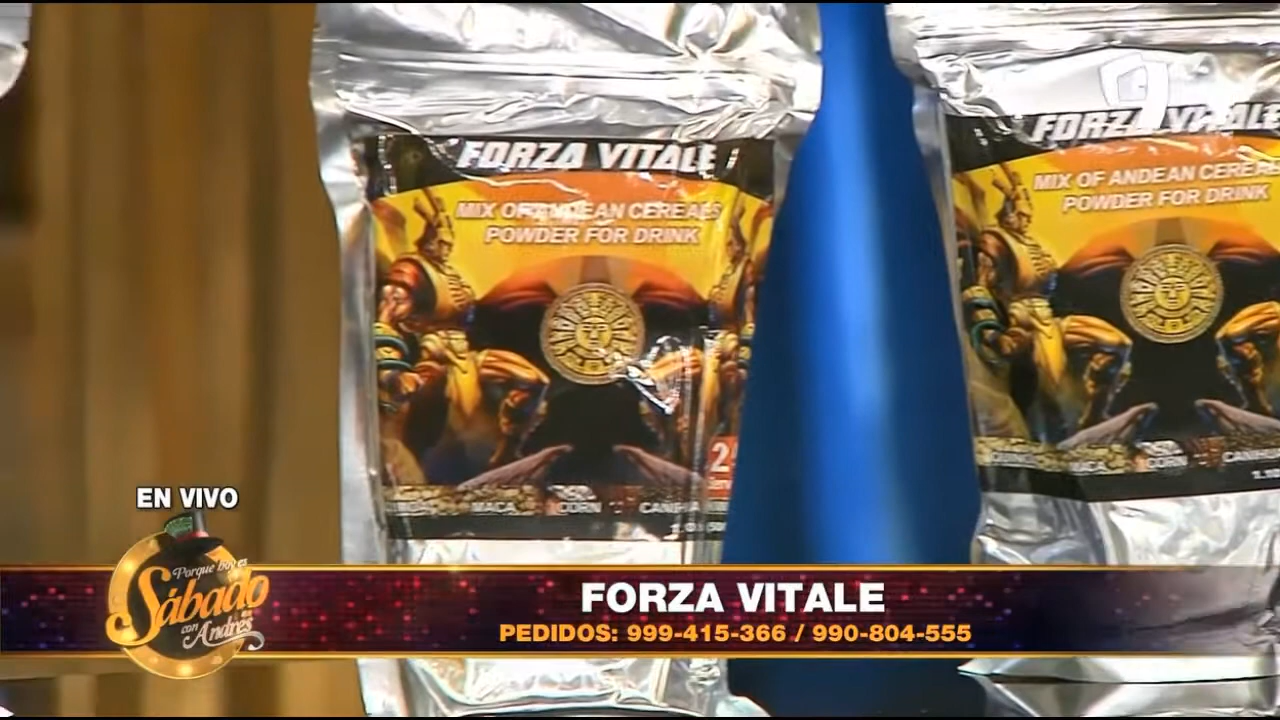 FORZA VITALE
MIX OF ANDEAN CEREALS
POWDER FOR DRINK
MACA CORN
FORZA VITALE
MIX OF ANDEAN CEREALS
POWDER FOR DRINK
MACA CORN
9
EN VIVO
Porque hoy es
Sábado
con
Andrés
FORZA VITALE
PEDIDOS: 999-415-366 / 990-804-555